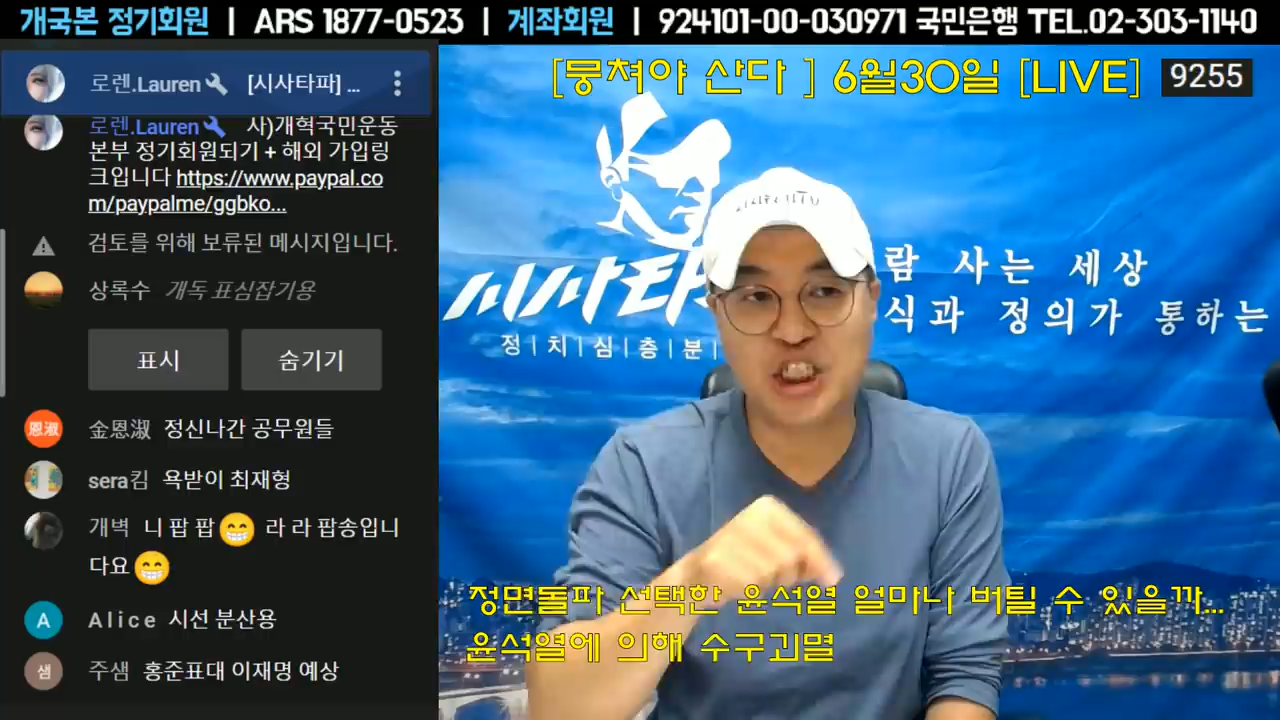 개국본 정기회원 | ARS 1877-0523 | 계좌회원 | 924101-00-030971 국민은행 TEL.02-303-1140
로렌.Lauren [시사타파] ...
로렌.Lauren 사)개혁국민운동
본부 정기회원되기 + 해외 가입링
크입니다 https://www.paypal.co
m/paypalme/ggbko...
검토를 위해 보류된 메시지입니다.
상록수 개독 표심잡기용
표시 숨기기
恩淑 金恩淑 정신나간 공무원들
sera킴 욕받이 최재형
개벽 니 팝 팝😁 라 라 팝송입니
다요😁
A Alice 시선 분산용
샘 주샘 홍준표대 이재명 예상
[뭉쳐야 산다 ] 6월30일 [LIVE] 9255
시사타
정|치|심|층|분|
람 사는 세상
식과 정의가 통하는
정면돌파 선택한 윤석열 얼마나 버틸 수 있을까...
윤석열에 의해 수구괴멸